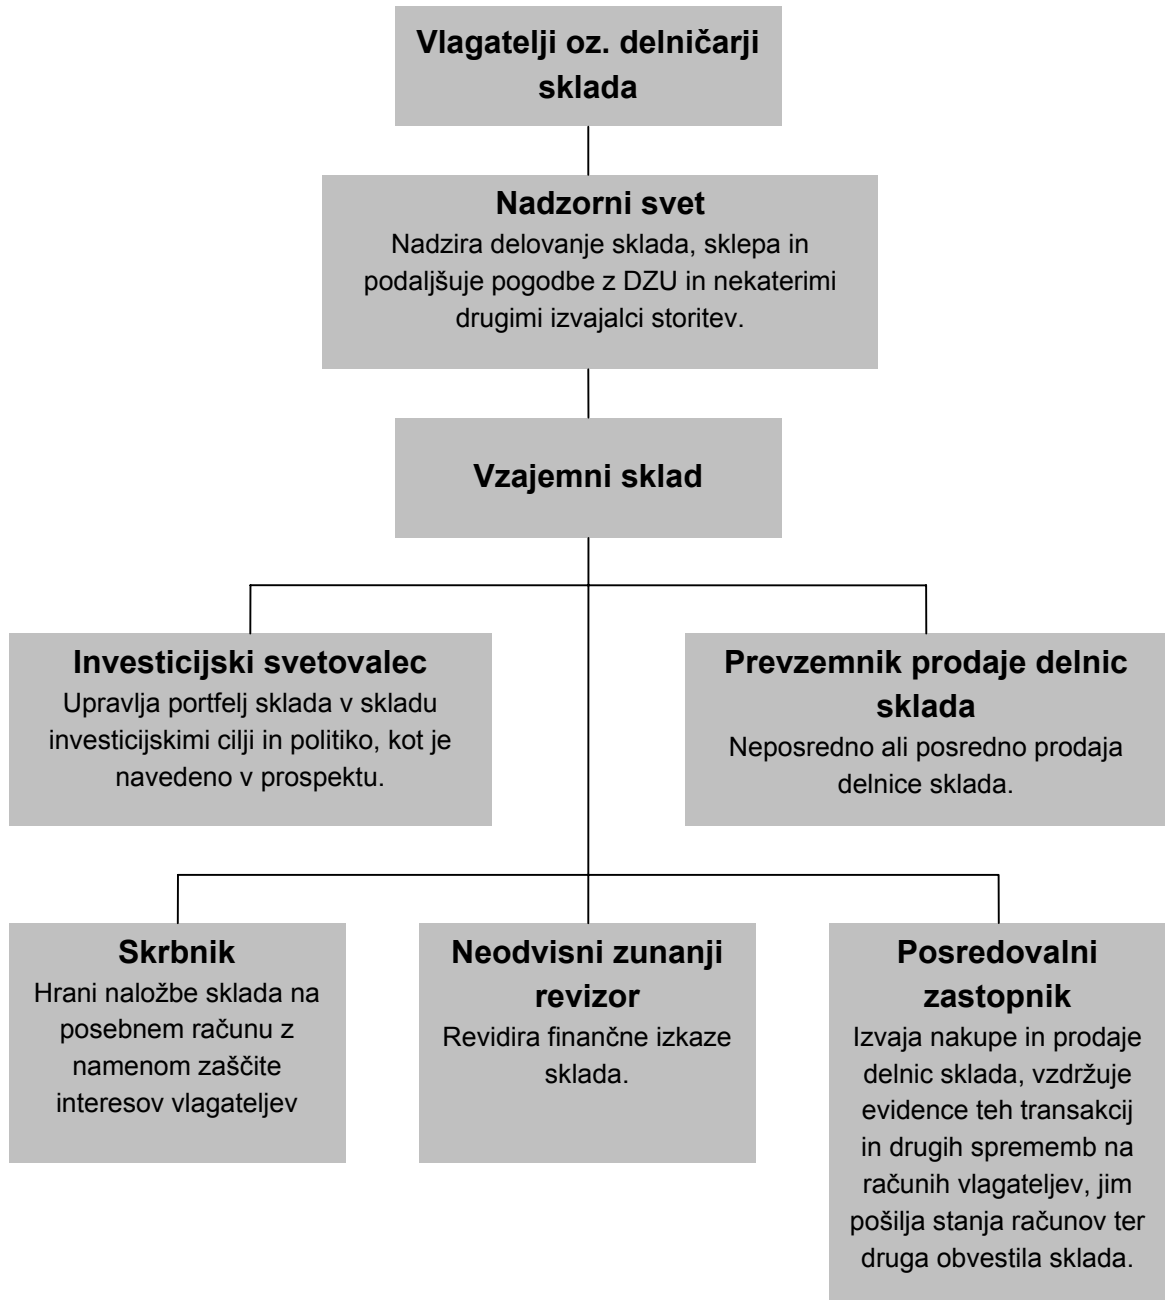 Vlagatelji oz. delničarji
sklada
Nadzorni svet
Nadzira delovanje sklada, sklepa in
podaljšuje pogodbe z DZU in nekaterimi
drugimi izvajalci storitev.
Vzajemni sklad
Investicijski svetovalec
Upravlja portfelj sklada v skladu
investicijskimi cilji in politiko, kot je
navedeno v prospektu.
Prevzemnik prodaje delnic
sklada
Neposredno ali posredno prodaja
delnice sklada.
Skrbnik
Hrani naložbe sklada na
posebnem računu z
namenom zaščite
interesov vlagateljev
Neodvisni zunanji
revizor
Revidira finančne izkaze
sklada.
Posredovalni
zastopnik
Izvaja nakupe in prodaje
delnic sklada, vzdržuje
evidence teh transakcij
in drugih sprememb na
računih vlagateljev, jim
pošilja stanja računov ter
druga obvestila sklada.